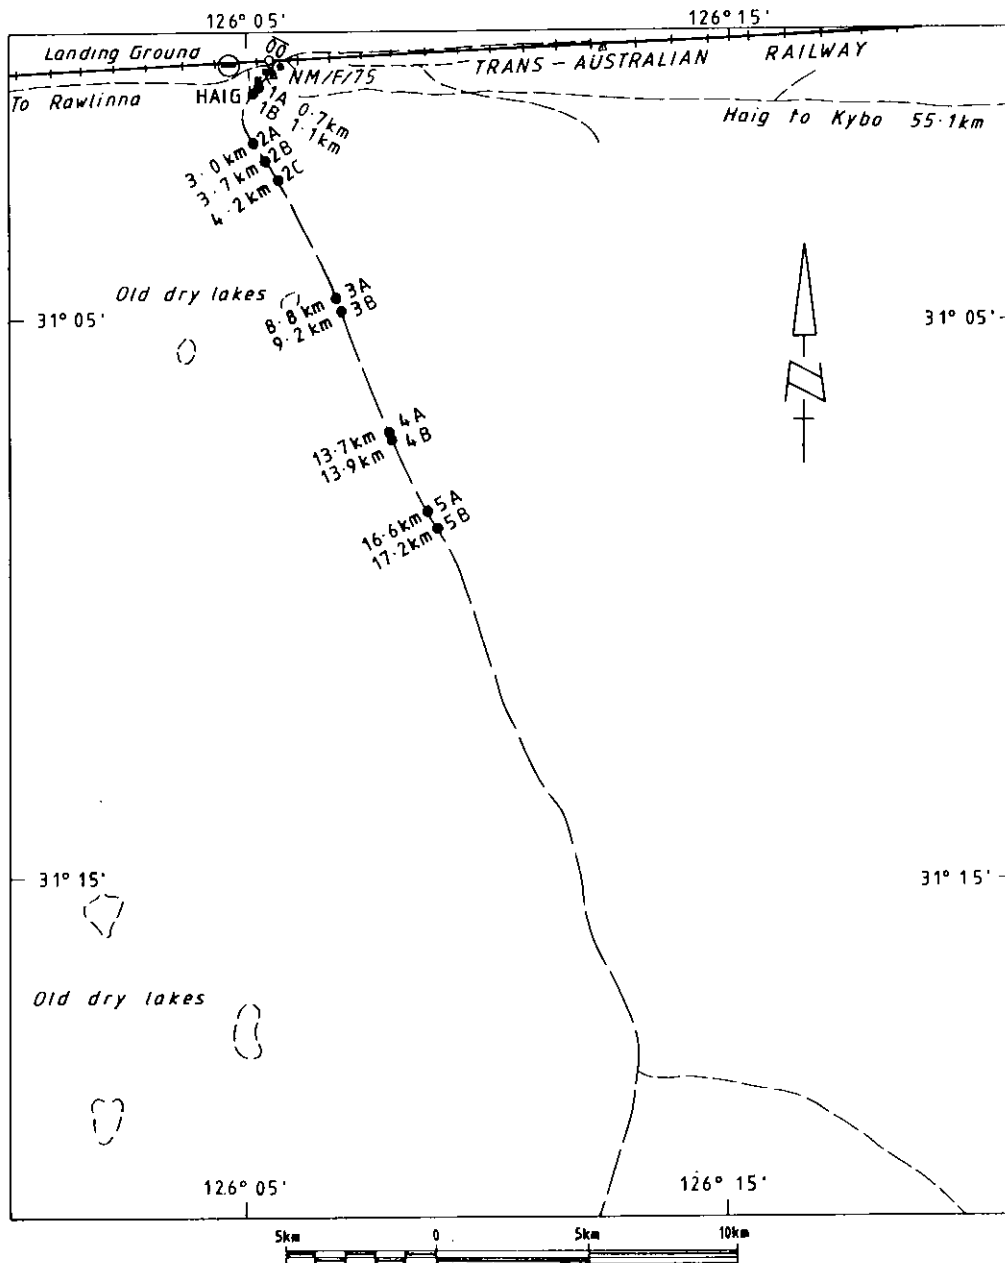 126° 05'
126° 15'
Landing Ground
TRANS-AUSTRALIAN RAILWAY
To Rawlinna
HAIG
NM/F/75
1A 0·7km
1B 1·1km
Haig to Kybo 55·1km
3·0 km 2A
3·7 km 2B
4·2 km 2C
Old dry lakes
8·8 km 3A
9·2 km 3B
31° 05'
31° 05'
13·7km 4A
13·9km 4B
16·6km 5A
17·2km 5B
31° 15'
31° 15'
Old dry lakes
126° 05'
126° 15'
5km
0
5km
10km